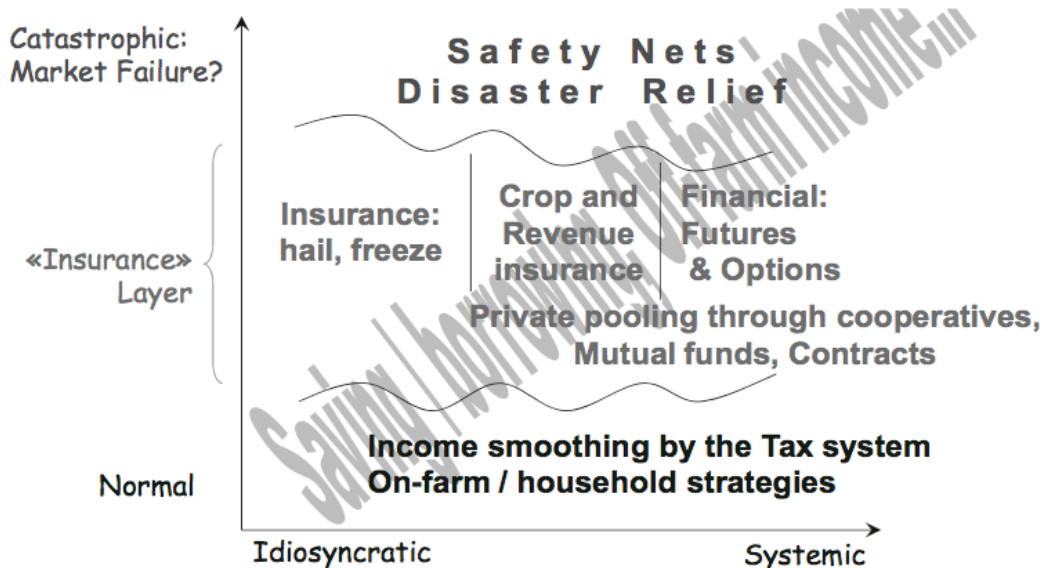 Catastrophic:
Market Failure?
Safety Nets
Disaster Relief
«Insurance»
Layer
Insurance:
hail, freeze
Crop and
Revenue
insurance
Financial:
Futures
& Options
Private pooling through cooperatives,
Mutual funds, Contracts
Saving / borrowing, Off-farm income...
Normal
Income smoothing by the Tax system
On-farm / household strategies
Idiosyncratic
Systemic